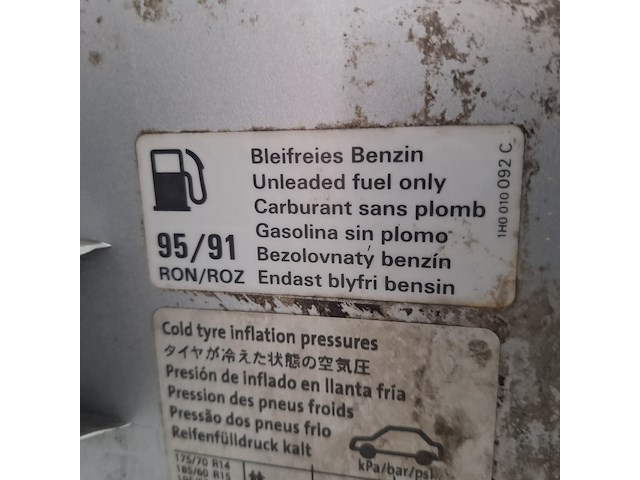 Bleifreies Benzin
Unleaded fuel only
Carburant sans plomb
Gasolina sin plomo
95/91 Bezolovnatý benzín
RON/ROZ Endast blyfri bensin
1H0 010 092 C
Cold tyre inflation pressures
タイヤが冷えた状態の空気圧
Presión de inflado en llanta fría
Pression des pneus froids
Pressão dos pneus frio
Reifenfülldruck kalt
kPa/bar/psi
175/70 R14
185/60 R15